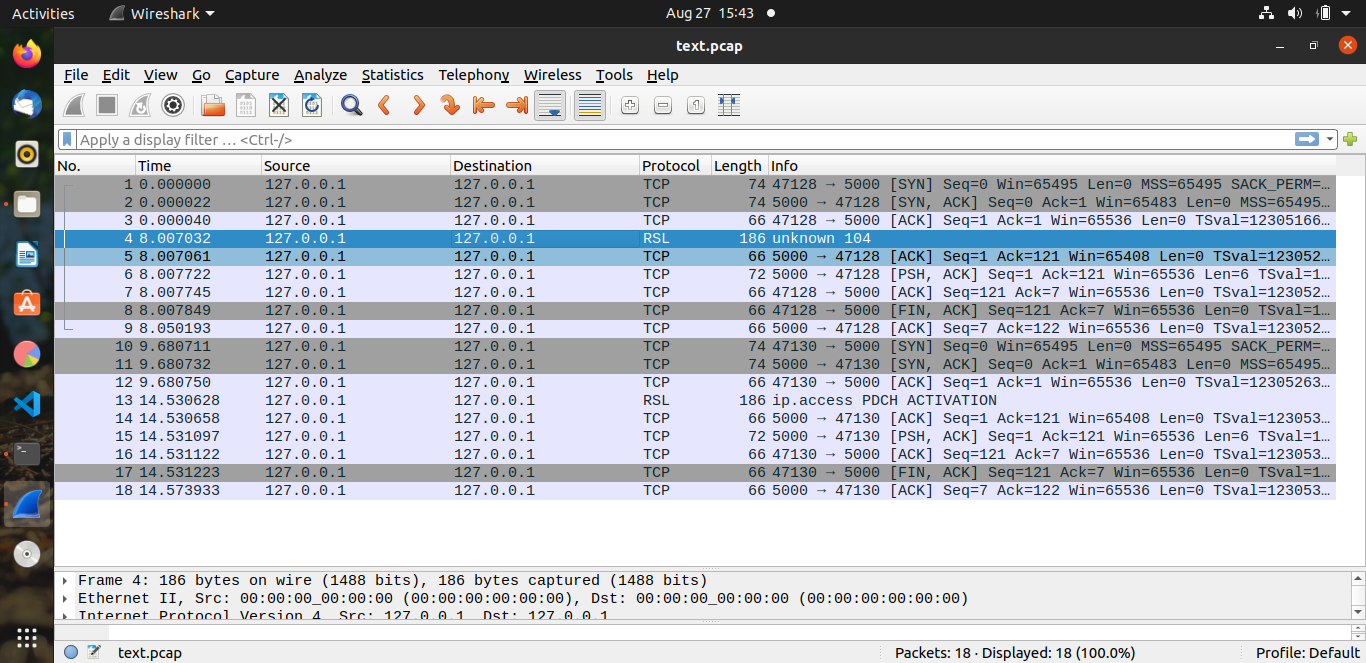 Activities Wireshark Aug 27 15:43
text.pcap
File Edit View Go Capture Analyze Statistics Telephony Wireless Tools Help
Apply a display filter … <Ctrl-/>
No. Time Source Destination Protocol Length Info
1 0.000000 127.0.0.1 127.0.0.1 TCP 74 47128 → 5000 [SYN] Seq=0 Win=65495 Len=0 MSS=65495 SACK_PERM=…
2 0.000022 127.0.0.1 127.0.0.1 TCP 74 5000 → 47128 [SYN, ACK] Seq=0 Ack=1 Win=65483 Len=0 MSS=65495…
3 0.000040 127.0.0.1 127.0.0.1 TCP 66 47128 → 5000 [ACK] Seq=1 Ack=1 Win=65536 Len=0 TSval=12305166…
4 8.007032 127.0.0.1 127.0.0.1 RSL 186 unknown 104
5 8.007061 127.0.0.1 127.0.0.1 TCP 66 5000 → 47128 [ACK] Seq=1 Ack=121 Win=65408 Len=0 TSval=123052…
6 8.007722 127.0.0.1 127.0.0.1 TCP 72 5000 → 47128 [PSH, ACK] Seq=1 Ack=121 Win=65536 Len=6 TSval=1…
7 8.007745 127.0.0.1 127.0.0.1 TCP 66 47128 → 5000 [ACK] Seq=121 Ack=7 Win=65536 Len=0 TSval=123052…
8 8.007849 127.0.0.1 127.0.0.1 TCP 66 47128 → 5000 [FIN, ACK] Seq=121 Ack=7 Win=65536 Len=0 TSval=1…
9 8.050193 127.0.0.1 127.0.0.1 TCP 66 5000 → 47128 [ACK] Seq=7 Ack=122 Win=65536 Len=0 TSval=123052…
10 9.680711 127.0.0.1 127.0.0.1 TCP 74 47130 → 5000 [SYN] Seq=0 Win=65495 Len=0 MSS=65495 SACK_PERM=…
11 9.680732 127.0.0.1 127.0.0.1 TCP 74 5000 → 47130 [SYN, ACK] Seq=0 Ack=1 Win=65483 Len=0 MSS=65495…
12 9.680750 127.0.0.1 127.0.0.1 TCP 66 47130 → 5000 [ACK] Seq=1 Ack=1 Win=65536 Len=0 TSval=12305263…
13 14.530628 127.0.0.1 127.0.0.1 RSL 186 ip.access PDCH ACTIVATION
14 14.530658 127.0.0.1 127.0.0.1 TCP 66 5000 → 47130 [ACK] Seq=1 Ack=121 Win=65408 Len=0 TSval=123053…
15 14.531097 127.0.0.1 127.0.0.1 TCP 72 5000 → 47130 [PSH, ACK] Seq=1 Ack=121 Win=65536 Len=6 TSval=1…
16 14.531122 127.0.0.1 127.0.0.1 TCP 66 47130 → 5000 [ACK] Seq=121 Ack=7 Win=65536 Len=0 TSval=123053…
17 14.531223 127.0.0.1 127.0.0.1 TCP 66 47130 → 5000 [FIN, ACK] Seq=121 Ack=7 Win=65536 Len=0 TSval=1…
18 14.573933 127.0.0.1 127.0.0.1 TCP 66 5000 → 47130 [ACK] Seq=7 Ack=122 Win=65536 Len=0 TSval=123053…
Frame 4: 186 bytes on wire (1488 bits), 186 bytes captured (1488 bits)
Ethernet II, Src: 00:00:00_00:00:00 (00:00:00:00:00:00), Dst: 00:00:00_00:00:00 (00:00:00:00:00:00)
Internet Protocol Version 4, Src: 127.0.0.1, Dst: 127.0.0.1
text.pcap Packets: 18 · Displayed: 18 (100.0%) Profile: Default